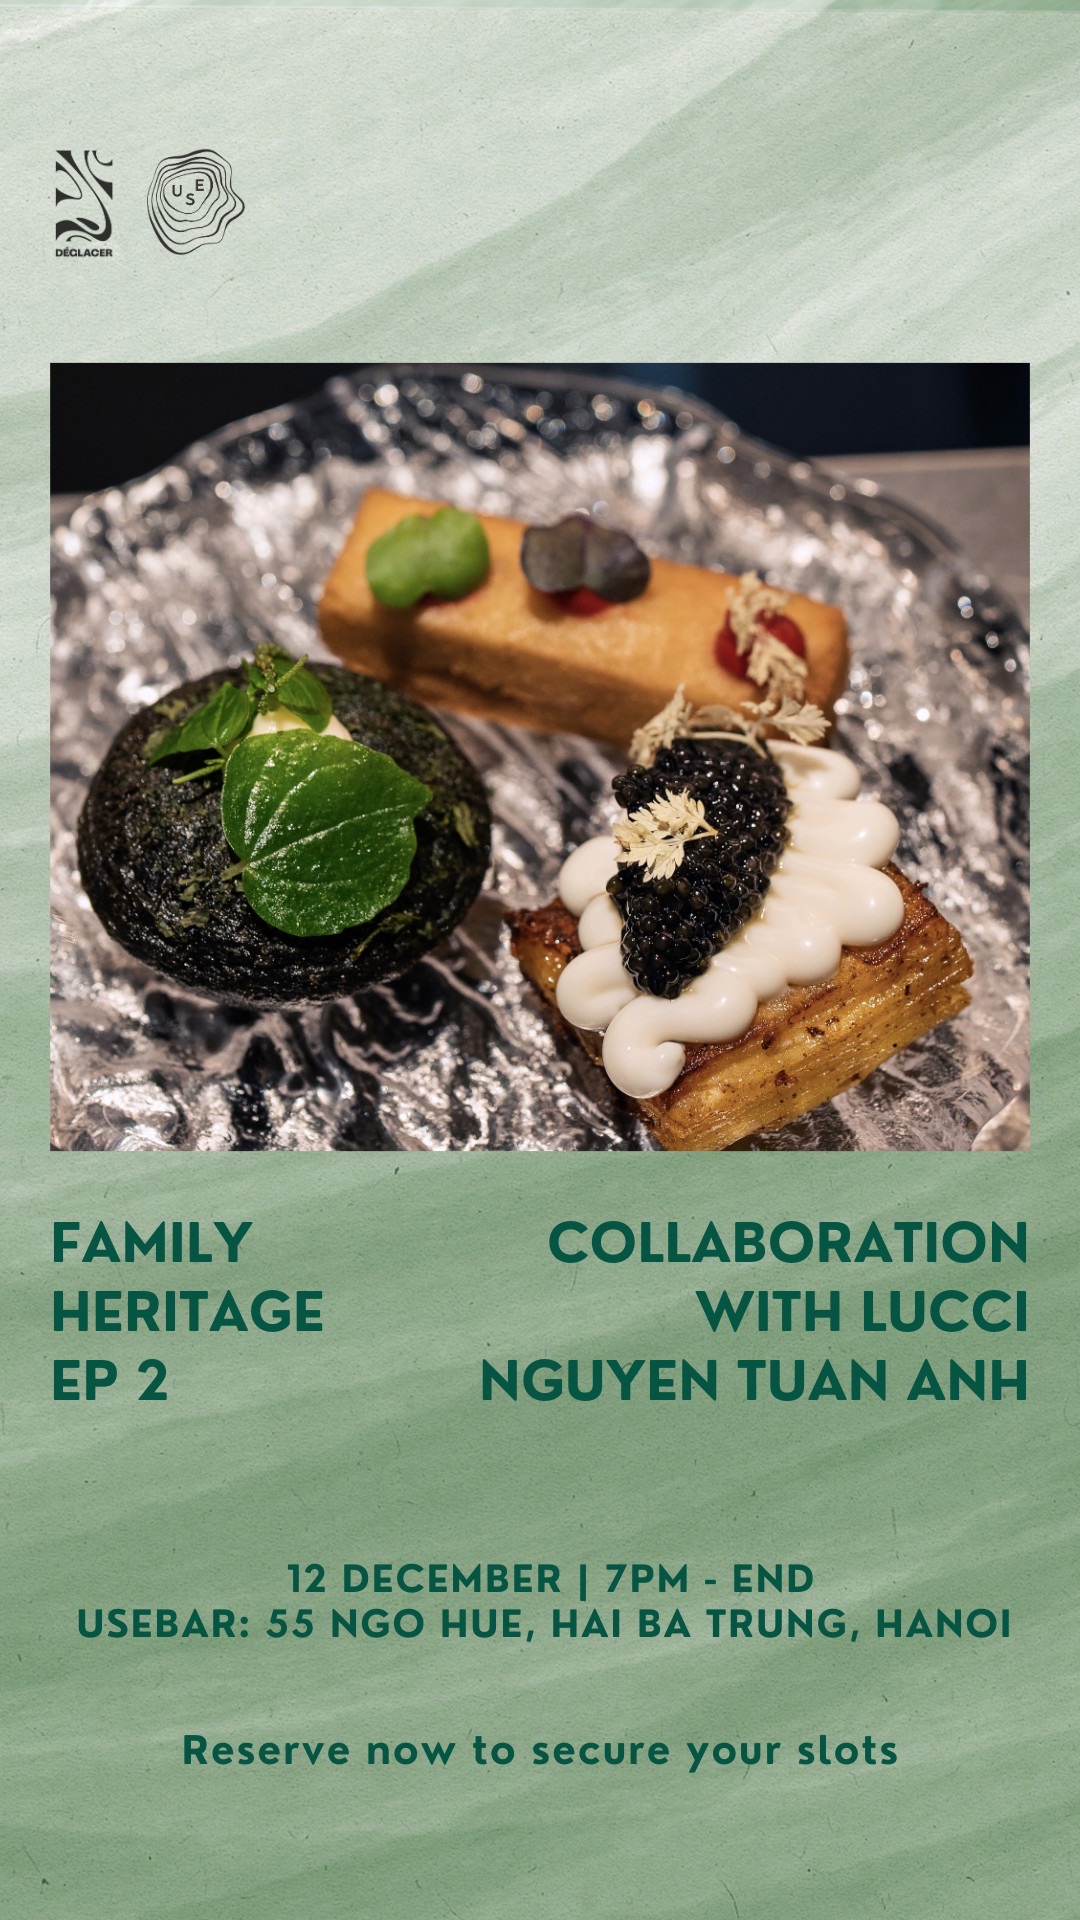 DÉGLACER
USE
FAMILY
HERITAGE
EP 2
COLLABORATION
WITH LUCCI
NGUYEN TUAN ANH
12 DECEMBER | 7PM - END
USEBAR: 55 NGO HUE, HAI BA TRUNG, HANOI
Reserve now to secure your slots